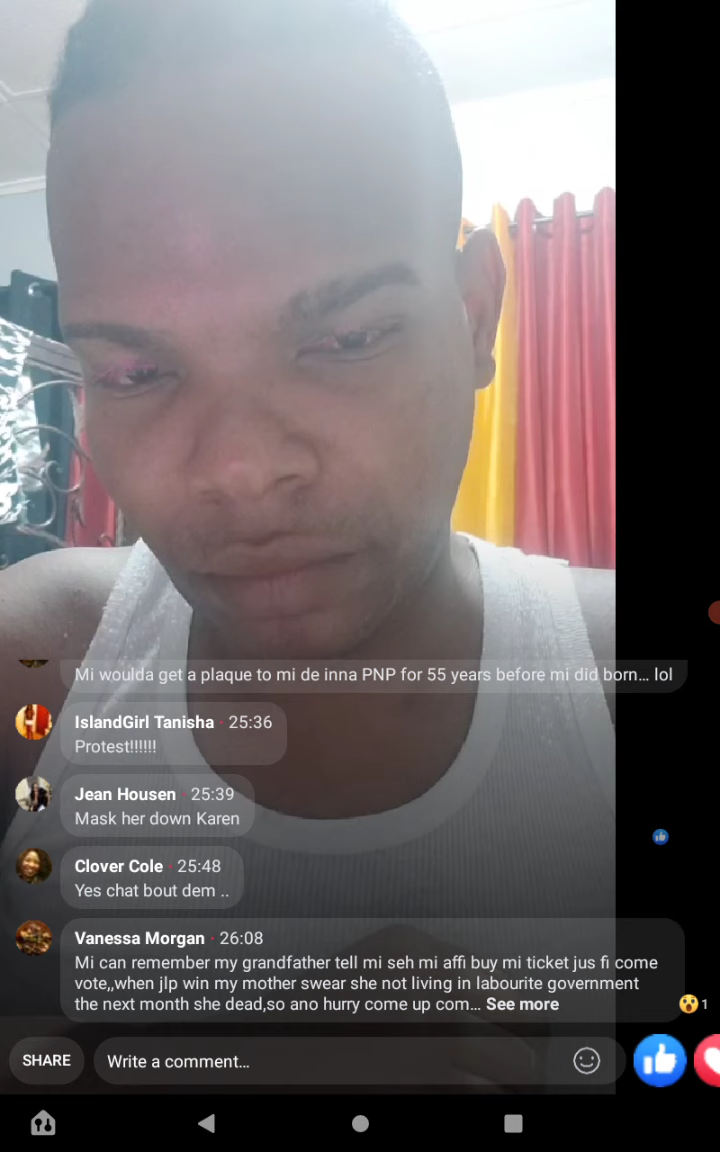 Mi woulda get a plaque to mi de inna PNP for 55 years before mi did born... lol
IslandGirl Tanisha · 25:36
Protest!!!!!!
Jean Housen · 25:39
Mask her down Karen
Clover Cole · 25:48
Yes chat bout dem ..
Vanessa Morgan · 26:08
Mi can remember my grandfather tell mi seh mi affi buy mi ticket jus fi come
vote,,when jlp win my mother swear she not living in labourite government
the next month she dead,so ano hurry come up com... See more
1
SHARE
Write a comment...